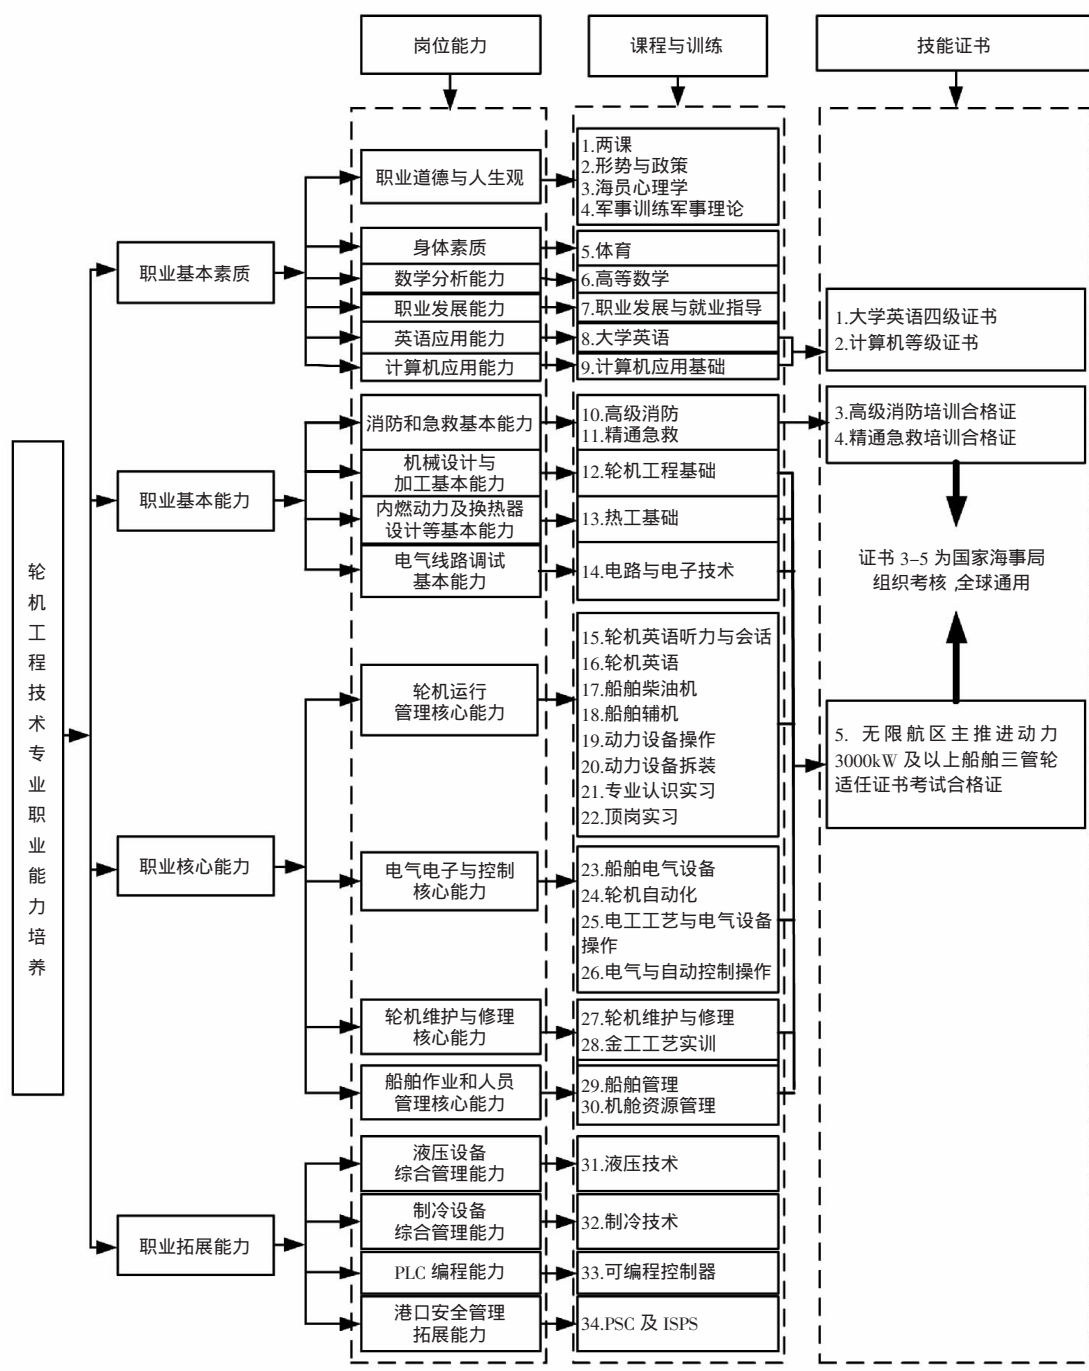 岗位能力
课程与训练
技能证书
轮机工程技术专业职业能力培养
职业基本素质
职业道德与人生观
1.两课
2.形势与政策
3.海员心理学
4.军事训练军事理论
身体素质
5.体育
数学分析能力
6.高等数学
职业发展能力
7.职业发展与就业指导
英语应用能力
8.大学英语
计算机应用能力
9.计算机应用基础
1.大学英语四级证书
2.计算机等级证书
职业基本能力
消防和急救基本能力
10.高级消防
11.精通急救
3.高级消防培训合格证
4.精通急救培训合格证
机械设计与
加工基本能力
12.轮机工程基础
内燃动力及换热器
设计等基本能力
13.热工基础
电气线路调试
基本能力
14.电路与电子技术
证书 3–5 为国家海事局
组织考核,全球通用
职业核心能力
轮机运行
管理核心能力
15.轮机英语听力与会话
16.轮机英语
17.船舶柴油机
18.船舶辅机
19.动力设备操作
20.动力设备拆装
21.专业认识实习
22.顶岗实习
5. 无限航区主推进动力
3000kW 及以上船舶三管轮
适任证书考试合格证
电气电子与控制
核心能力
23.船舶电气设备
24.轮机自动化
25.电工工艺与电气设备
操作
26.电气与自动控制操作
轮机维护与修理
核心能力
27.轮机维护与修理
28.金工工艺实训
船舶作业和人员
管理核心能力
29.船舶管理
30.机舱资源管理
职业拓展能力
液压设备
综合管理能力
31.液压技术
制冷设备
综合管理能力
32.制冷技术
PLC 编程能力
33.可编程控制器
港口安全管理
拓展能力
34.PSC 及 ISPS